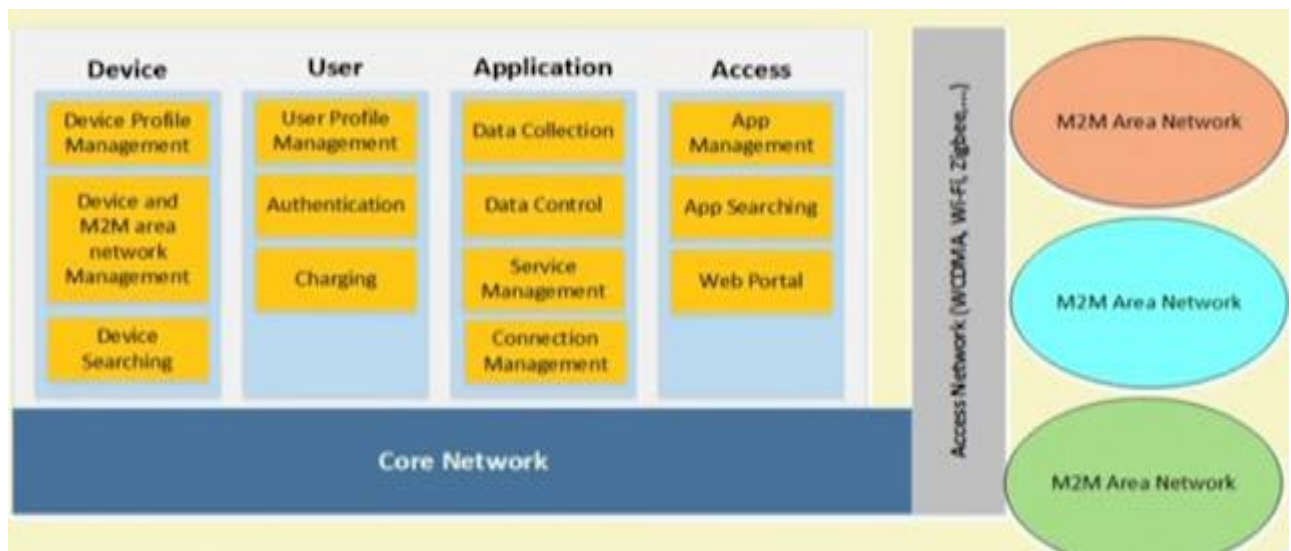 Device
User
Application
Access
Device Profile
Management
Device and
M2M area
network
Management
Device
Searching
User Profile
Management
Authentication
Charging
Data Collection
Data Control
Service
Management
Connection
Management
App
Management
App Searching
Web Portal
Core Network
Access Network (WCDMA, Wi-Fi, Zigbee,...)
M2M Area Network
M2M Area Network
M2M Area Network